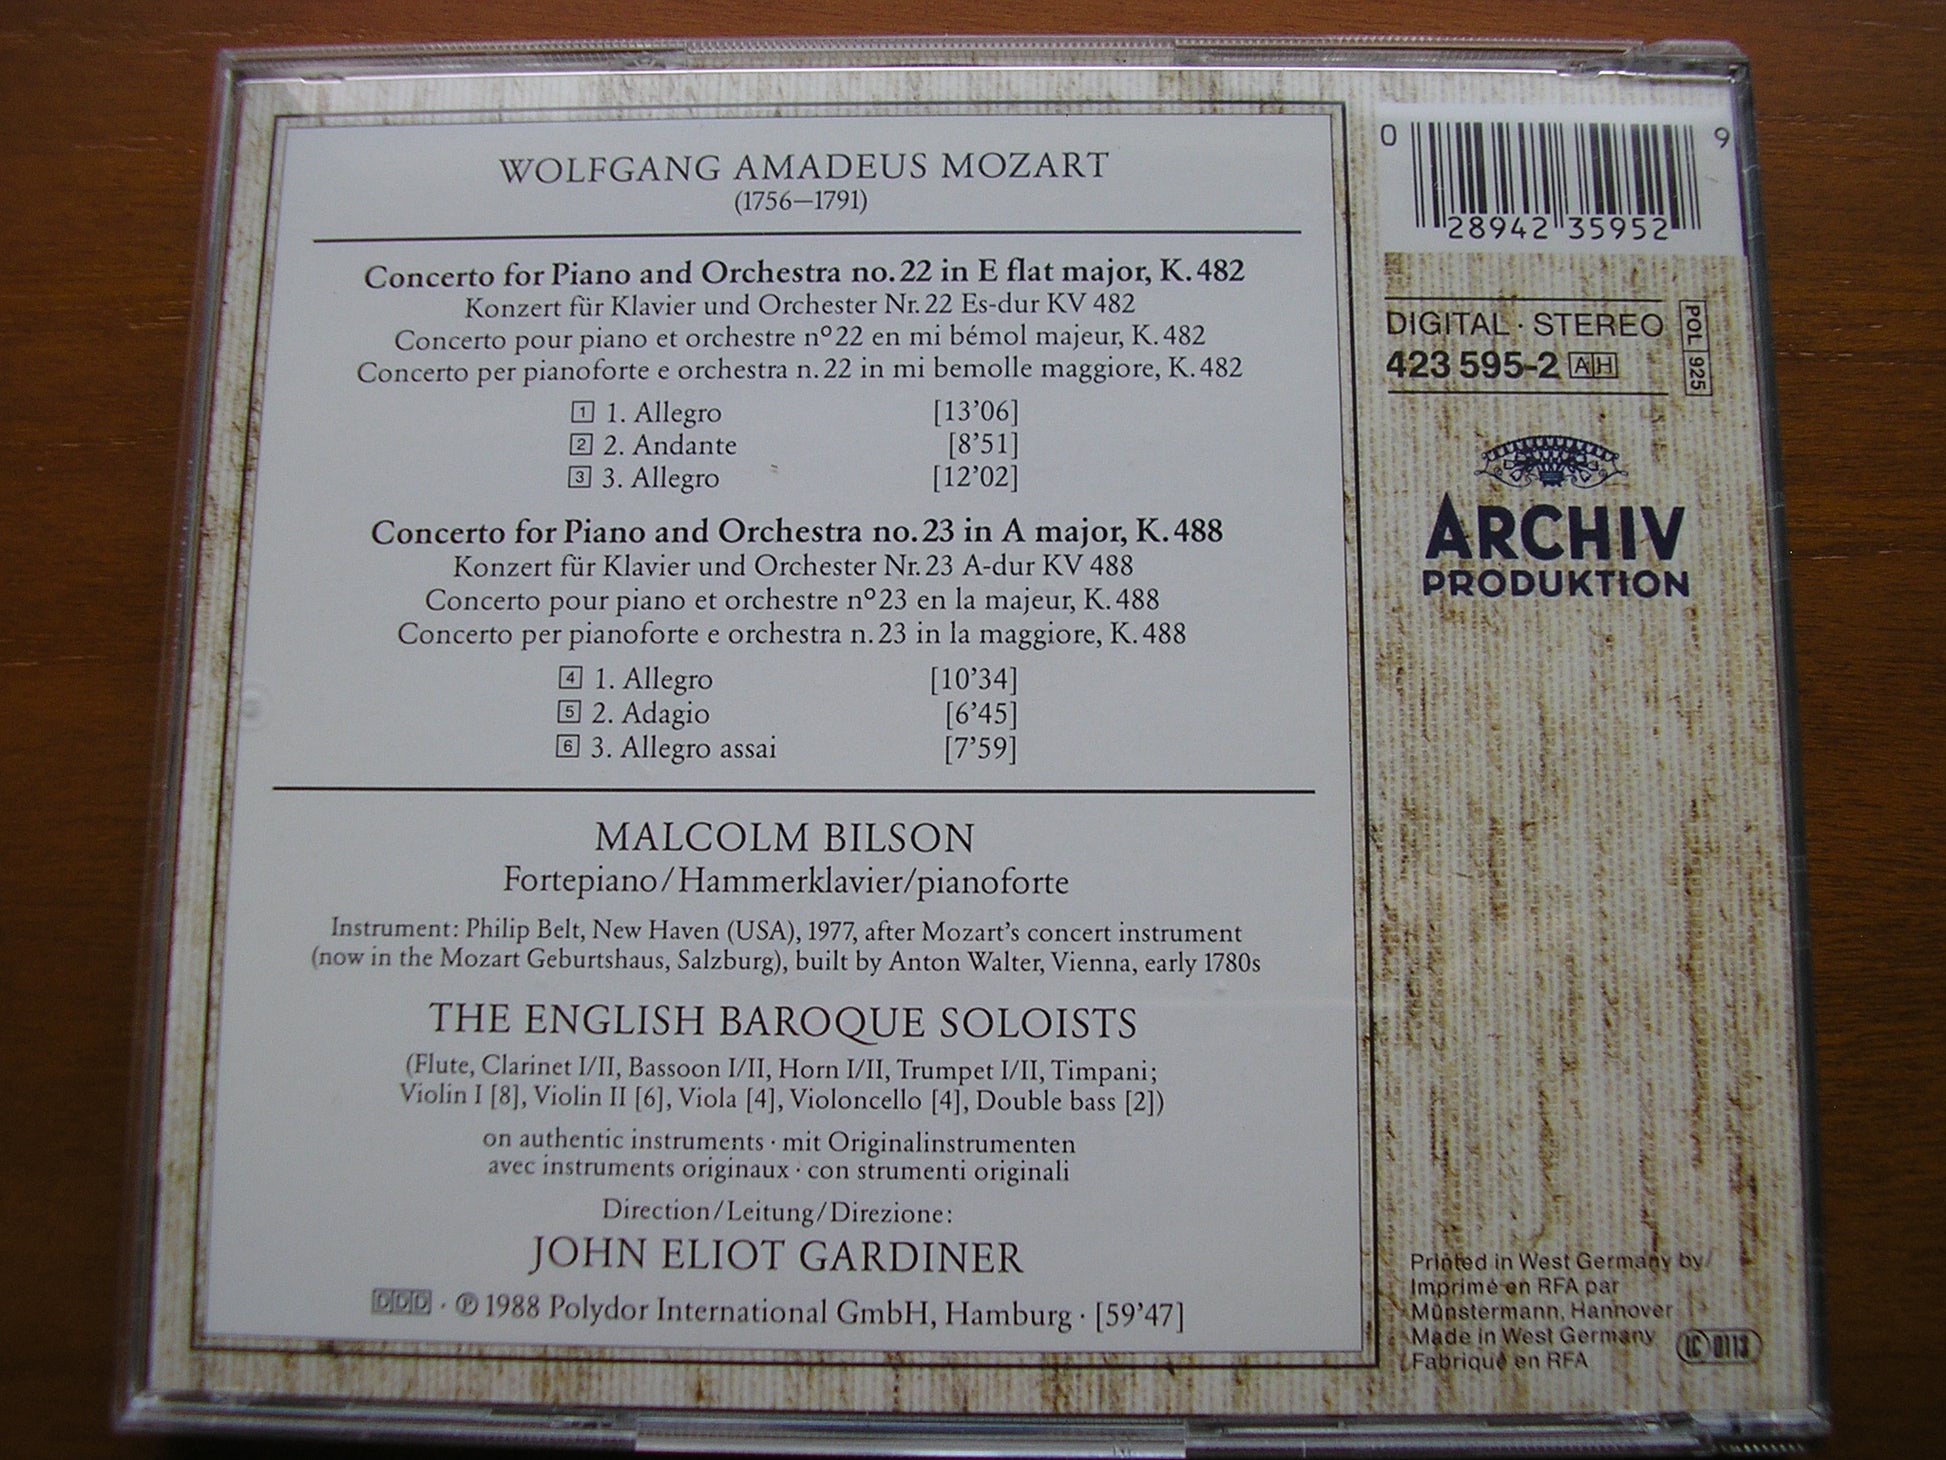 WOLFGANG AMADEUS MOZART
(1756–1791)
Concerto for Piano and Orchestra no. 22 in E flat major, K. 482
Konzert für Klavier und Orchester Nr. 22 Es-dur KV 482
Concerto pour piano et orchestre nº 22 en mi bémol majeur, K. 482
Concerto per pianoforte e orchestra n. 22 in mi bemolle maggiore, K. 482
1 1. Allegro [13’06]
2 2. Andante [8’51]
3 3. Allegro [12’02]
Concerto for Piano and Orchestra no. 23 in A major, K. 488
Konzert für Klavier und Orchester Nr. 23 A-dur KV 488
Concerto pour piano et orchestre nº 23 en la majeur, K. 488
Concerto per pianoforte e orchestra n. 23 in la maggiore, K. 488
4 1. Allegro [10’34]
5 2. Adagio [6’45]
6 3. Allegro assai [7’59]
MALCOLM BILSON
Fortepiano/Hammerklavier/pianoforte
Instrument: Philip Belt, New Haven (USA), 1977, after Mozart’s concert instrument
(now in the Mozart Geburtshaus, Salzburg), built by Anton Walter, Vienna, early 1780s
THE ENGLISH BAROQUE SOLOISTS
(Flute, Clarinet I/II, Bassoon I/II, Horn I/II, Trumpet I/II, Timpani;
Violin I [8], Violin II [6], Viola [4], Violoncello [4], Double bass [2])
on authentic instruments · mit Originalinstrumenten
avec instruments originaux · con strumenti originali
Direction/Leitung/Direzione:
JOHN ELIOT GARDINER
DDD · ℗ 1988 Polydor International GmbH, Hamburg · [59’47]
0 28942 35952 9
DIGITAL · STEREO
423 595-2 AH
POL 925
ARCHIV
PRODUKTION
Printed in West Germany by/
Imprimé en RFA par
Münstermann, Hannover
Made in West Germany
Fabriqué en RFA
LC 0113